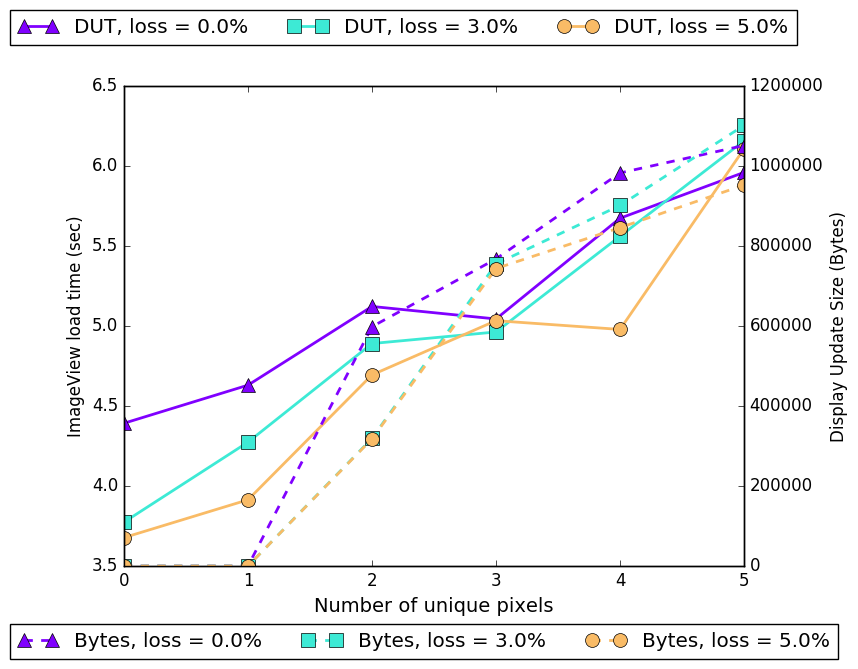 DUT, loss = 0.0% DUT, loss = 3.0% DUT, loss = 5.0%
6.5 1200000
6.0 1000000
5.5 800000
5.0 600000
4.5 400000
4.0 200000
3.5 0
ImageView load time (sec)
Display Update Size (Bytes)
0 1 2 3 4 5
Number of unique pixels
Bytes, loss = 0.0% Bytes, loss = 3.0% Bytes, loss = 5.0%